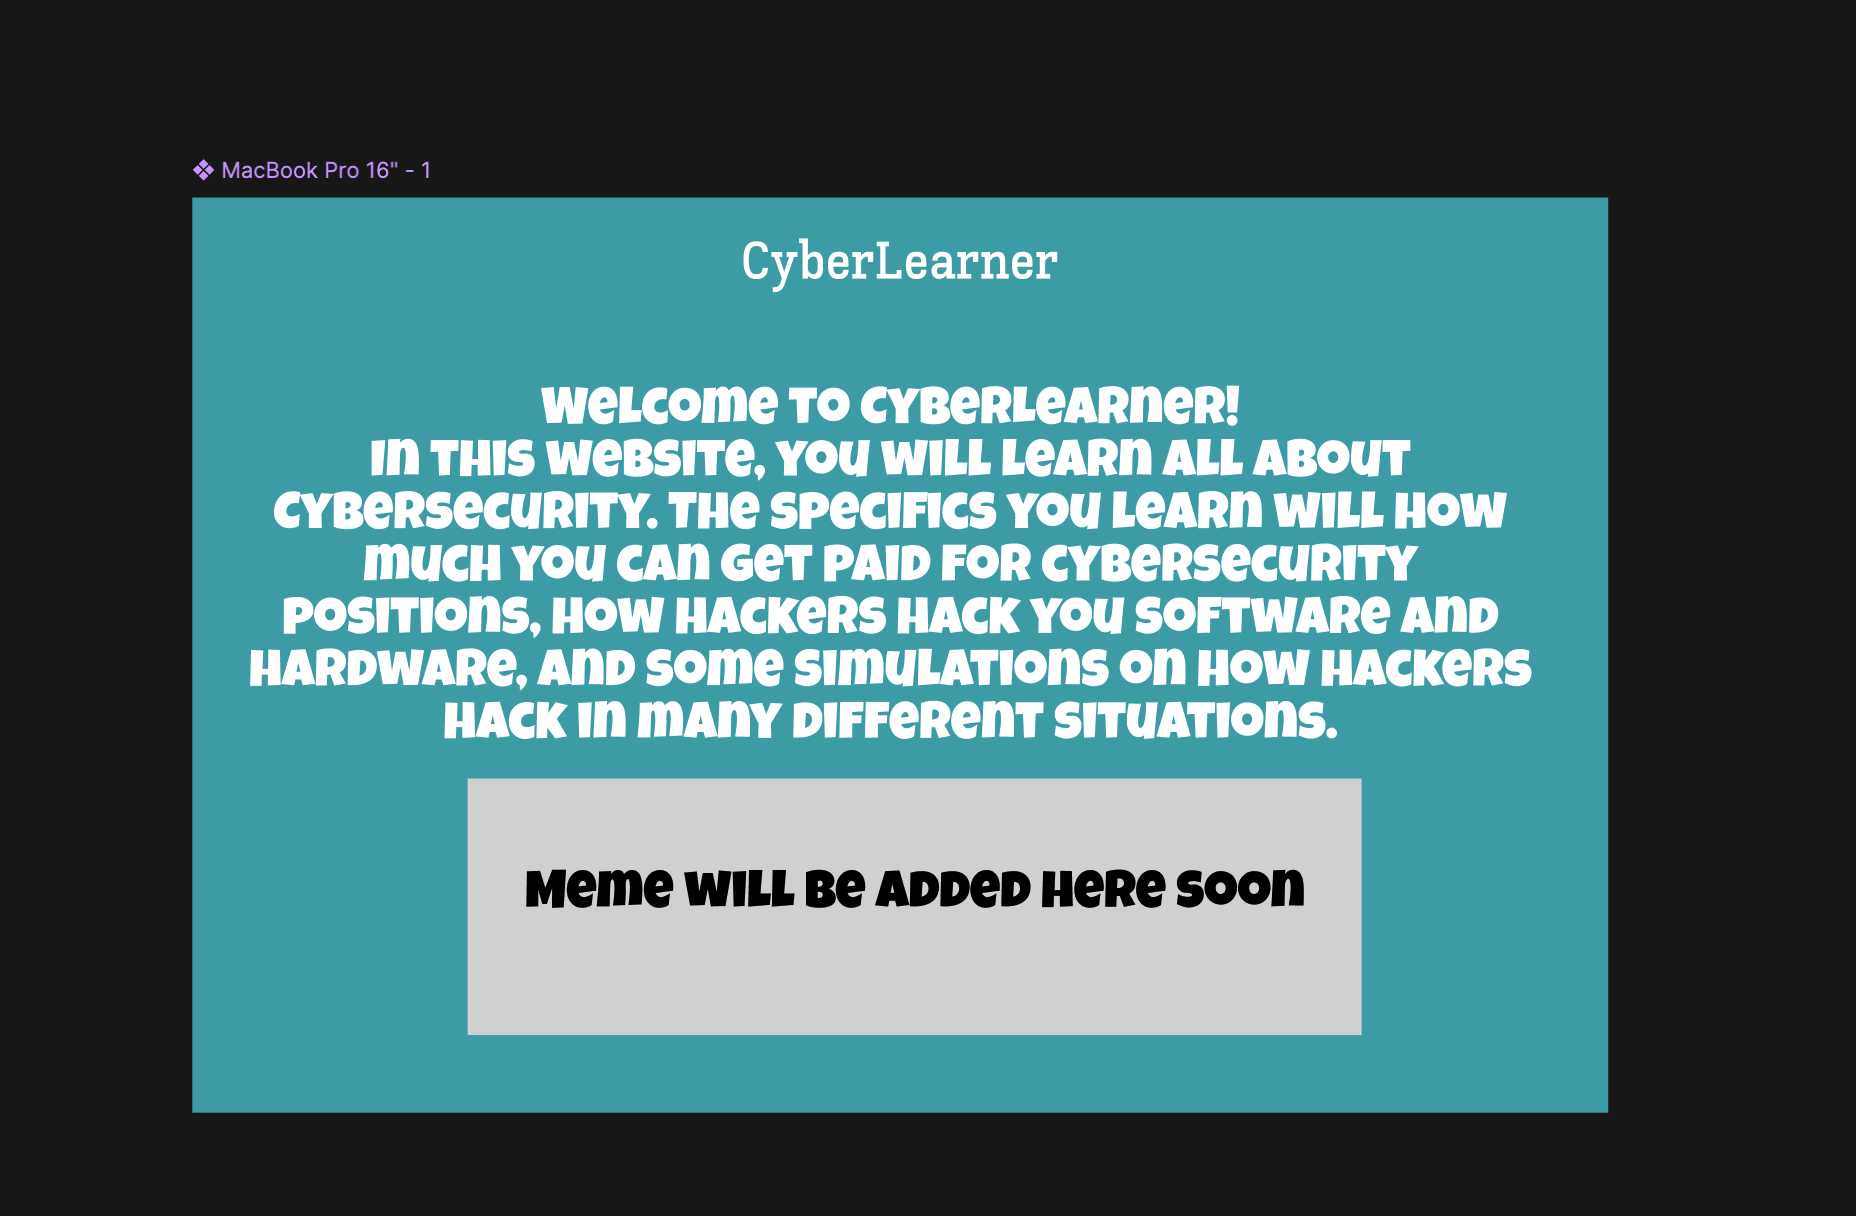 MacBook Pro 16" - 1
CyberLearner
Welcome to CyberLearner!
In this website, you will learn all about
cybersecurity. The specifics you learn will how
much you can get paid for cybersecurity
positions, how hackers hack you software and
hardware, and some simulations on how hackers
hack in many different situations.
Meme will be added here soon